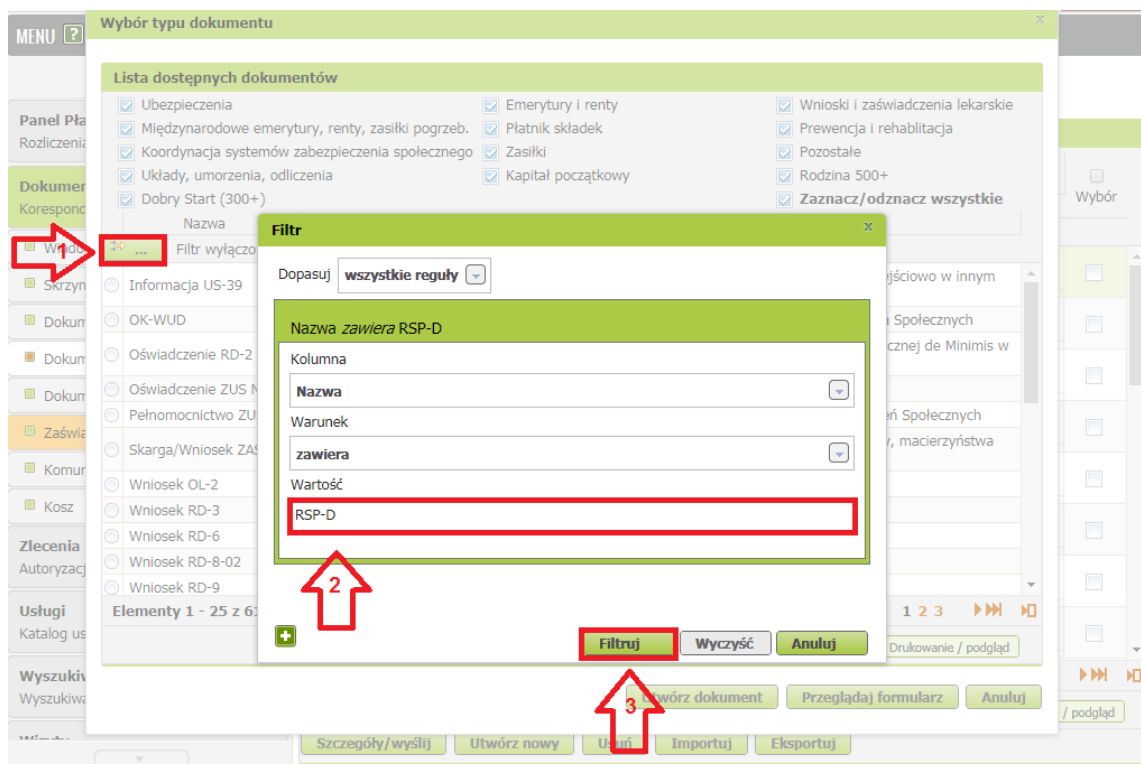 MENU ?
Wybór typu dokumentu x
Lista dostępnych dokumentów
Ubezpieczenia Emerytury i renty Wnioski i zaświadczenia lekarskie
Międzynarodowe emerytury, renty, zasiłki pogrzeb. Płatnik składek Prewencja i rehablitacja
Koordynacja systemów zabezpieczenia społecznego Zasiłki Pozostałe
Układy, umorzenia, odliczenia Kapitał początkowy Rodzina 500+
Dobry Start (300+) Zaznacz/odznacz wszystkie
Panel Pła
Rozliczenia
Dokumen
Korespond
Wybór
Nazwa
1 ... Filtr wyłączo
Skrzyn
Dokum
Dokum
Dokum
Zaświa
Komun
Kosz
Zlecenia
Autoryzacj
Usługi
Katalog us
Wyszukiw
Wyszukiwa
Informacja US-39 ejściowo w innym
OK-WUD Społecznych
Oświadczenie RD-2 cznej de Minimis w
Oświadczenie ZUS
Pełnomocnictwo ZU eń Społecznych
Skarga/Wniosek ZAS , macierzyństwa
Wniosek OL-2
Wniosek RD-3
Wniosek RD-6
Wniosek RD-8-02
Wniosek RD-9
Elementy 1 - 25 z 61 1 2 3
Drukowanie / podgląd
Filtr x
Dopasuj wszystkie reguły
Nazwa zawiera RSP-D
Kolumna
Nazwa
Warunek
zawiera
Wartość
RSP-D
2
Filtruj Wyczyść Anuluj
3
Utwórz dokument Przeglądaj formularz Anuluj
/ podgląd
Szczegóły/wyślij Utwórz nowy Usuń Importuj Eksportuj